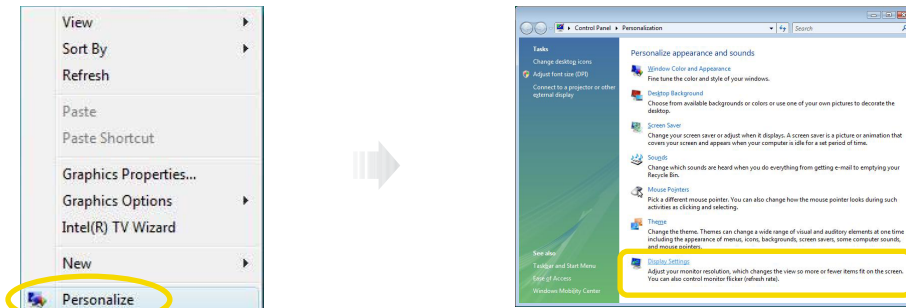 View
Sort By
Refresh
Paste
Paste Shortcut
Graphics Properties...
Graphics Options
Intel(R) TV Wizard
New
Personalize
Control Panel
Personalization
Search
Tasks
Change desktop icons
Adjust font size (DPI)
Connect to a projector or other
external display
See also
Taskbar and Start Menu
Ease of Access
Windows Mobility Center
Personalize appearance and sounds
Window Color and Appearance
Fine tune the color and style of your windows.
Desktop Background
Choose from available backgrounds or colors or use one of your own pictures to decorate the
desktop.
Screen Saver
Change your screen saver or adjust when it displays. A screen saver is a picture or animation that
covers your screen and appears when your computer is idle for a set period of time.
Sounds
Change which sounds are heard when you do everything from getting e-mail to emptying your
Recycle Bin.
Mouse Pointers
Pick a different mouse pointer. You can also change how the mouse pointer looks during such
activities as clicking and selecting.
Theme
Change the theme. Themes can change a wide range of visual and auditory elements at one time
including the appearance of menus, icons, backgrounds, screen savers, some computer sounds,
and mouse pointers.
Display Settings
Adjust your monitor resolution, which changes the view so more or fewer items fit on the screen.
You can also control monitor flicker (refresh rate).